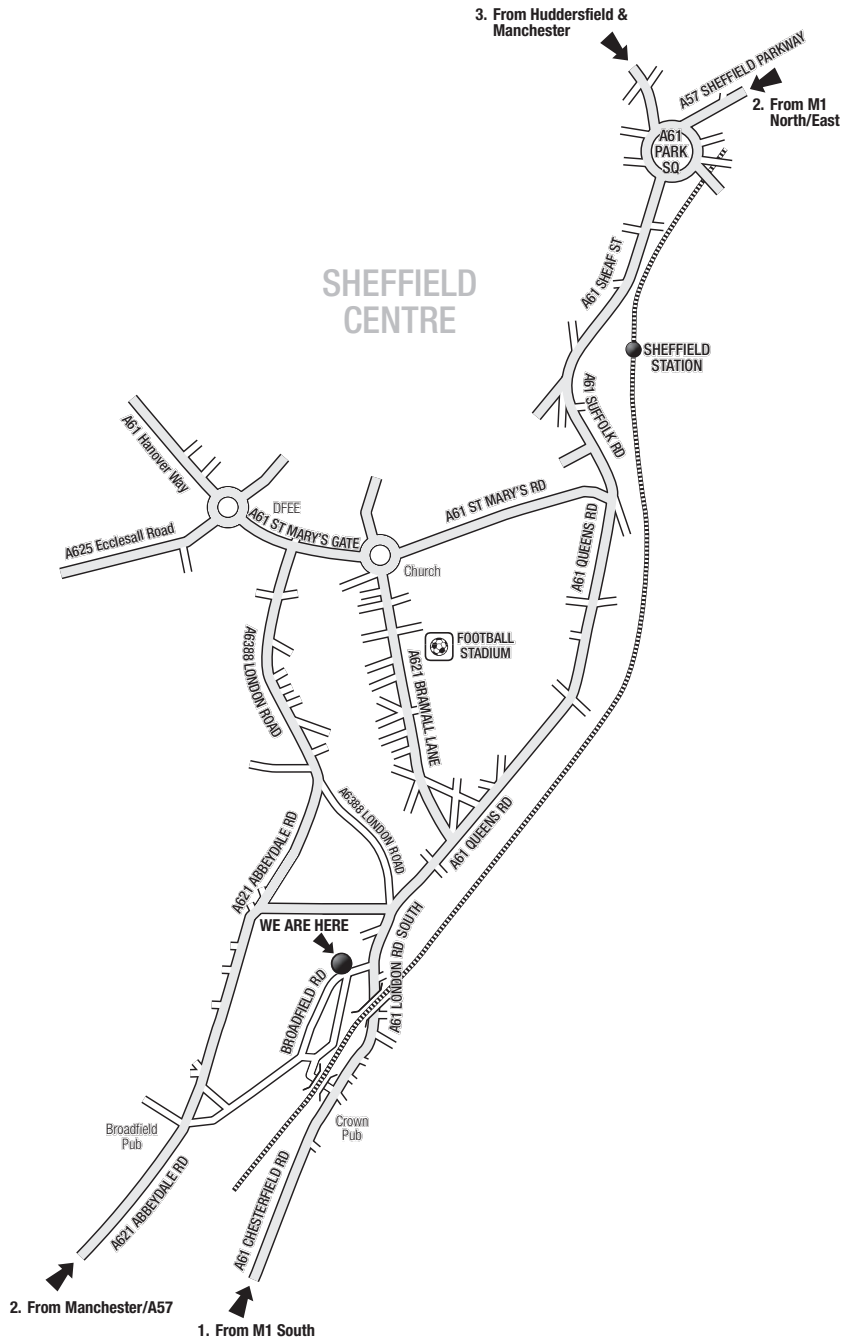 3. From Huddersfield &
Manchester
A57 SHEFFIELD PARKWAY
2. From M1
North/East
A61
PARK
SQ
A61 SHEAF ST
SHEFFIELD
CENTRE
SHEFFIELD
STATION
A61 SUFFOLK RD
A61 Hanover Way
DFEE
A61 ST MARY'S GATE
A61 ST MARY'S RD
A625 Ecclesall Road
Church
A61 QUEENS RD
FOOTBALL
STADIUM
A6388 LONDON ROAD
A621 BRAMALL LANE
A6388 LONDON ROAD
A61 QUEENS RD
A621 ABBEYDALE RD
WE ARE HERE
A61 LONDON RD SOUTH
BROADFIELD RD
Broadfield
Pub
Crown
Pub
A621 ABBEYDALE RD
A61 CHESTERFIELD RD
2. From Manchester/A57
1. From M1 South